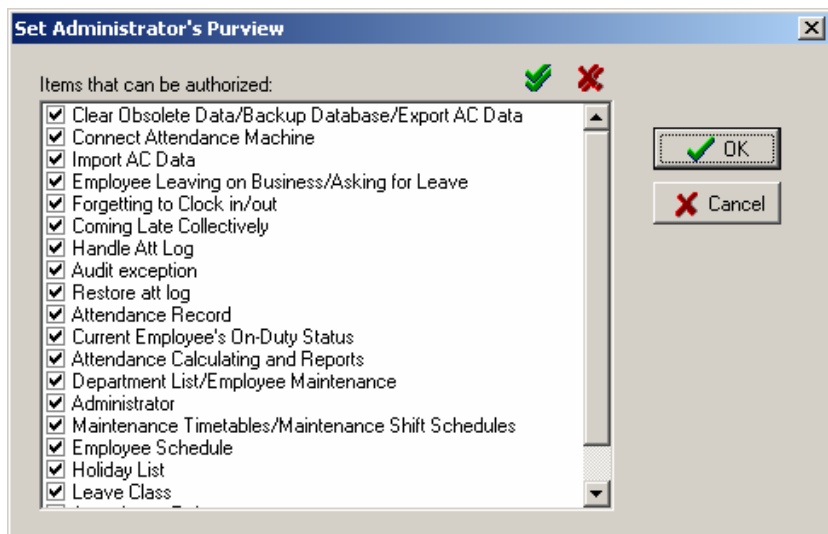 Set Administrator's Purview
Items that can be authorized:
Clear Obsolete Data/Backup Database/Export AC Data
Connect Attendance Machine
Import AC Data
Employee Leaving on Business/Asking for Leave
Forgetting to Clock in/out
Coming Late Collectively
Handle Att Log
Audit exception
Restore att log
Attendance Record
Current Employee's On-Duty Status
Attendance Calculating and Reports
Department List/Employee Maintenance
Administrator
Maintenance Timetables/Maintenance Shift Schedules
Employee Schedule
Holiday List
Leave Class
OK
Cancel